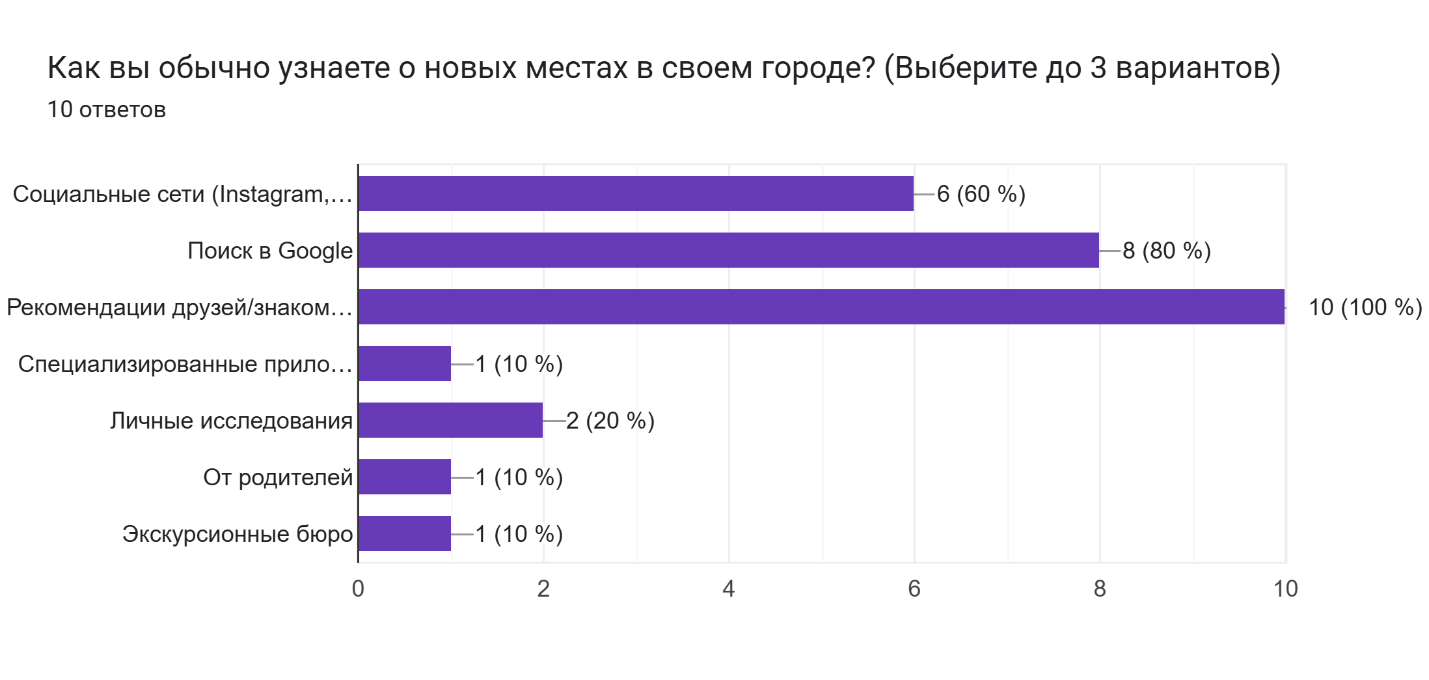 Как вы обычно узнаете о новых местах в своем городе? (Выберите до 3 вариантов)
10 ответов
Социальные сети (Instagram,… 6 (60 %)
Поиск в Google 8 (80 %)
Рекомендации друзей/знаком… 10 (100 %)
Специализированные прило… 1 (10 %)
Личные исследования 2 (20 %)
От родителей 1 (10 %)
Экскурсионные бюро 1 (10 %)
0 2 4 6 8 10